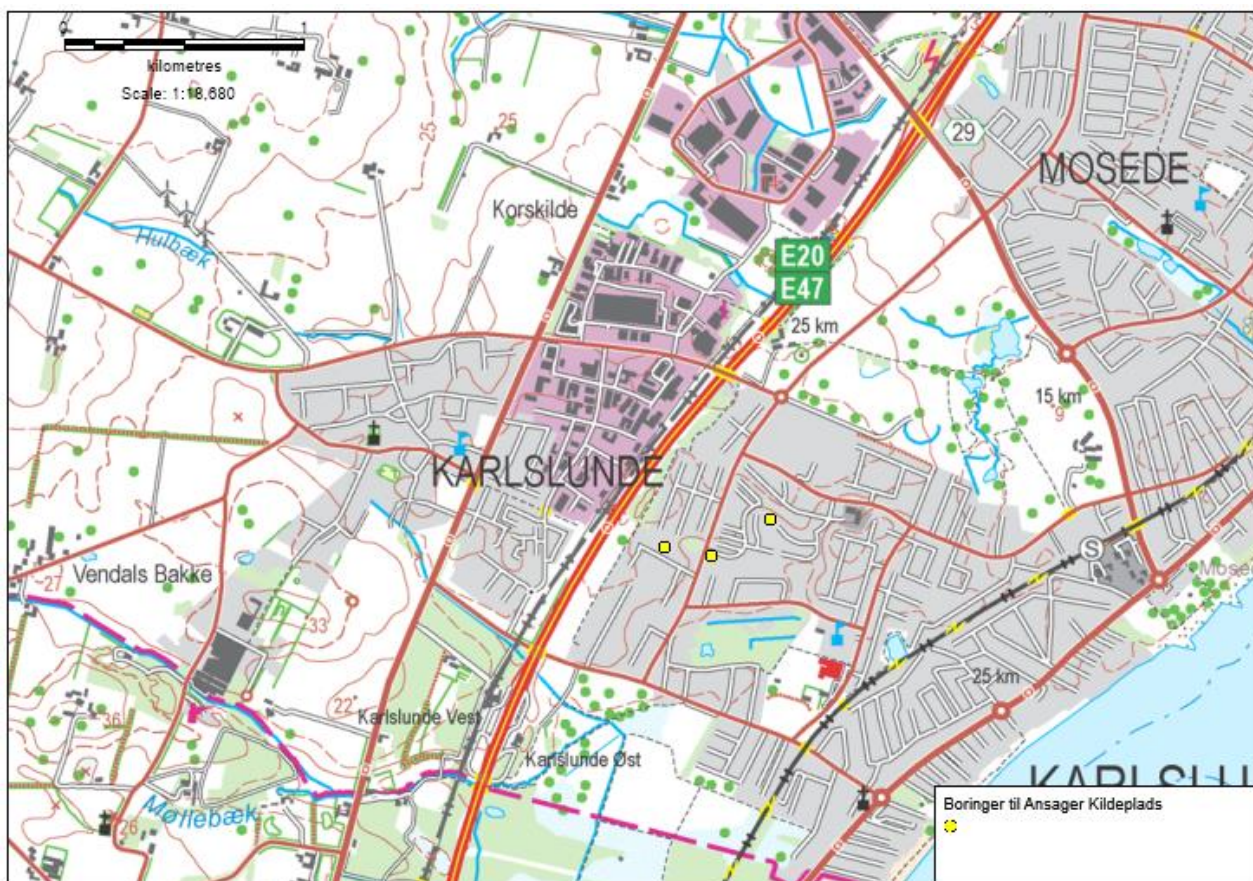 0 1
kilometres
Scale: 1:18,680
25
25
Korskilde
29
MOSEDE
Hulbæk
E20
E47
25 km
15 km
9
KARLSLUNDE
S
Vendals Bakke
27
33
Mosed
22
25 km
36
Karlslunde Vest
Karlslunde Øst
Møllebæk
26
KARLSLU
Boringer til Ansager Kildeplads